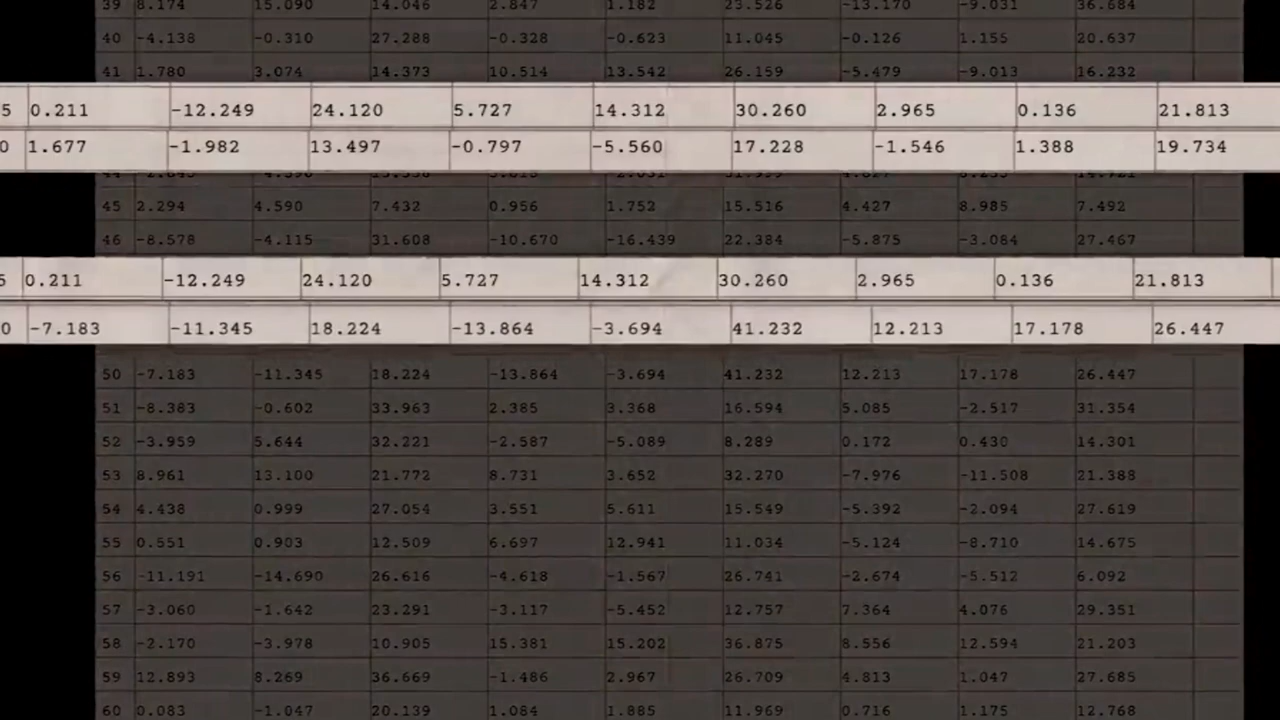 39 8.174 15.090 14.046 2.847 1.182 23.526 -13.170 -9.031 36.684
40 -4.138 -0.310 27.288 -0.328 -0.623 11.045 -0.126 1.155 20.637
41 1.780 3.074 14.373 10.514 13.542 26.159 -5.479 -9.013 16.232
5 0.211 -12.249 24.120 5.727 14.312 30.260 2.965 0.136 21.813
0 1.677 -1.982 13.497 -0.797 -5.560 17.228 -1.546 1.388 19.734
45 2.294 4.590 7.432 0.956 1.752 15.516 4.427 8.985 7.492
46 -8.578 -4.115 31.608 -10.670 -16.439 22.384 -5.875 -3.084 27.467
5 0.211 -12.249 24.120 5.727 14.312 30.260 2.965 0.136 21.813
0 -7.183 -11.345 18.224 -13.864 -3.694 41.232 12.213 17.178 26.447
50 -7.183 -11.345 18.224 -13.864 -3.694 41.232 12.213 17.178 26.447
51 -8.383 -0.602 33.963 2.385 3.368 16.594 5.085 -2.517 31.354
52 -3.959 5.644 32.221 -2.587 -5.089 8.289 0.172 0.430 14.301
53 8.961 13.100 21.772 8.731 3.652 32.270 -7.976 -11.508 21.388
54 4.438 0.999 27.054 3.551 5.611 15.549 -5.392 -2.094 27.619
55 0.551 0.903 12.509 6.697 12.941 11.034 -5.124 -8.710 14.675
56 -11.191 -14.690 26.616 -4.618 -1.567 26.741 -2.674 -5.512 6.092
57 -3.060 -1.642 23.291 -3.117 -5.452 12.757 7.364 4.076 29.351
58 -2.170 -3.978 10.905 15.381 15.202 36.875 8.556 12.594 21.203
59 12.893 8.269 36.669 -1.486 2.967 26.709 4.813 1.047 27.685
60 0.083 -1.047 20.139 1.084 1.885 11.969 0.716 1.175 12.768